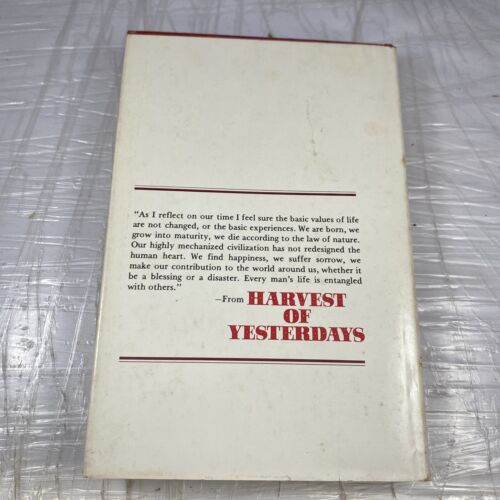 "As I reflect on our time I feel sure the basic values of life
are not changed, or the basic experiences. We are born, we
grow into maturity, we die according to the law of nature.
Our highly mechanized civilization has not redesigned the
human heart. We find happiness, we suffer sorrow, we
make our contribution to the world around us, whether it
be a blessing or a disaster. Every man's life is entangled
with others."
—From HARVEST
OF
YESTERDAYS